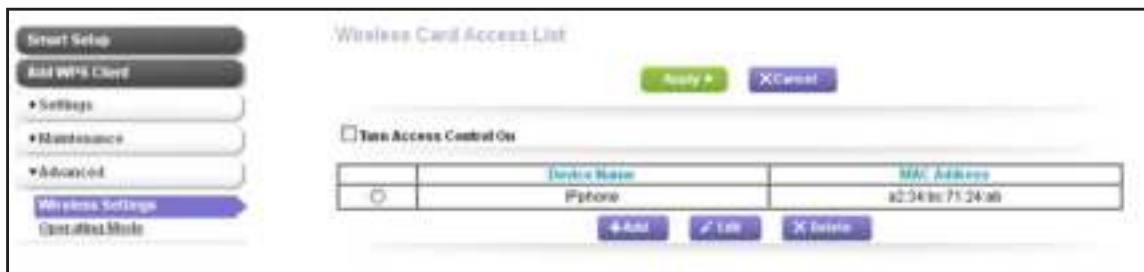 Smart Setup
Add WPS Client
Settings
Maintenance
Advanced
Wireless Settings
Operating Mode
Wireless Card Access List
Apply
Cancel
Turn Access Control On
Device Name MAC Address
iPphone
Add Edit Delete